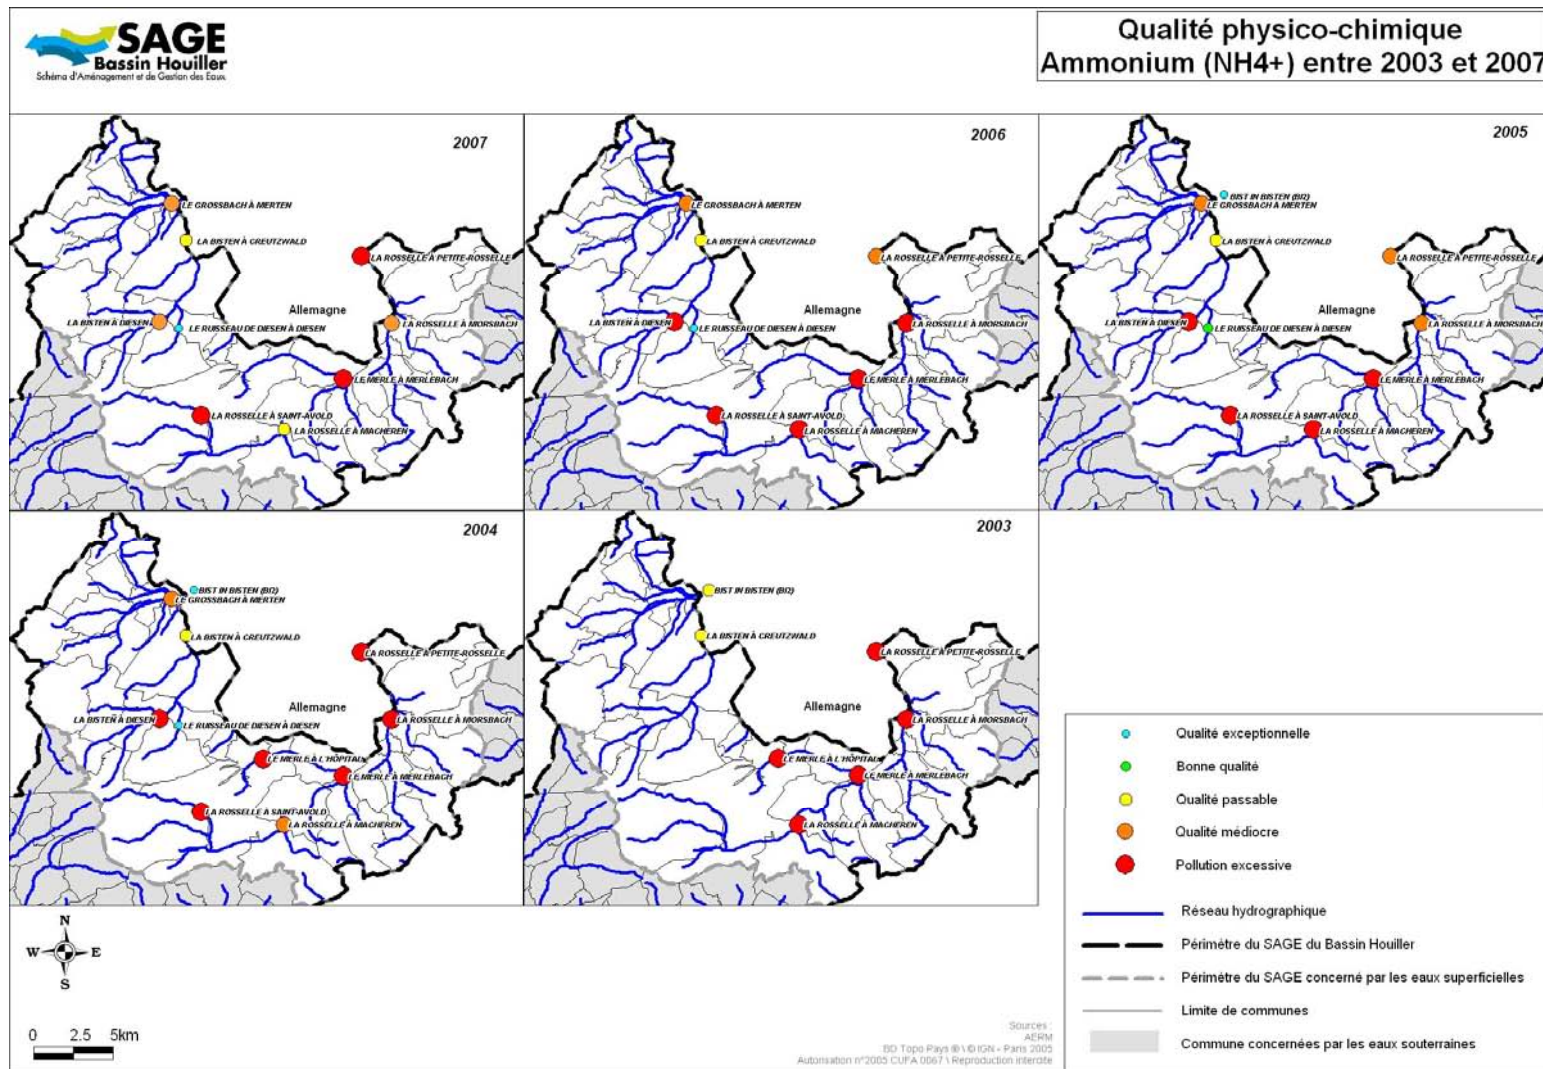 SAGE
Bassin Houiller
Schéma d'Aménagement et de Gestion des Eaux
Qualité physico-chimique
Ammonium (NH4+) entre 2003 et 2007
2007
LE GROSSBACH À MERTEN
LA BISTEN À CREUTZWALD
LA ROSSELLE À PETITE-ROSSELLE
Allemagne
LA BISTEN À DIESEN
LE RUISSEAU DE DIESEN À DIESEN
LA ROSSELLE À MORSBACH
LE MERLE À MERLEBACH
LA ROSSELLE À SAINT-AVOLD
LA ROSSELLE À MACHEREN
2006
LE GROSSBACH À MERTEN
LA BISTEN À CREUTZWALD
LA ROSSELLE À PETITE-ROSSELLE
Allemagne
LA BISTEN À DIESEN
LE RUISSEAU DE DIESEN À DIESEN
LA ROSSELLE À MORSBACH
LE MERLE À MERLEBACH
LA ROSSELLE À SAINT-AVOLD
LA ROSSELLE À MACHEREN
2005
BIST IN BISTEN (BI2)
LE GROSSBACH À MERTEN
LA BISTEN À CREUTZWALD
LA ROSSELLE À PETITE-ROSSELLE
Allemagne
LA BISTEN À DIESEN
LE RUISSEAU DE DIESEN À DIESEN
LA ROSSELLE À MORSBACH
LE MERLE À MERLEBACH
LA ROSSELLE À SAINT-AVOLD
LA ROSSELLE À MACHEREN
2004
BIST IN BISTEN (BI2)
LE GROSSBACH À MERTEN
LA BISTEN À CREUTZWALD
LA ROSSELLE À PETITE-ROSSELLE
Allemagne
LA BISTEN À DIESEN
LE RUISSEAU DE DIESEN À DIESEN
LA ROSSELLE À MORSBACH
LE MERLE À L'HÔPITAL
LE MERLE À MERLEBACH
LA ROSSELLE À SAINT-AVOLD
LA ROSSELLE À MACHEREN
2003
BIST IN BISTEN (BI2)
LA BISTEN À CREUTZWALD
LA ROSSELLE À PETITE-ROSSELLE
Allemagne
LA ROSSELLE À MORSBACH
LE MERLE À L'HÔPITAL
LE MERLE À MERLEBACH
LA ROSSELLE À MACHEREN
Qualité exceptionnelle
Bonne qualité
Qualité passable
Qualité médiocre
Pollution excessive
Réseau hydrographique
Périmètre du SAGE du Bassin Houiller
Périmètre du SAGE concerné par les eaux superficielles
Limite de communes
Commune concernées par les eaux souterraines
N
W E
S
0 2.5 5km
Sources :
AERM
BD Topo Pays ® \ © IGN - Paris 2005
Autorisation n°2005 CUFA 0067 \ Reproduction interdite